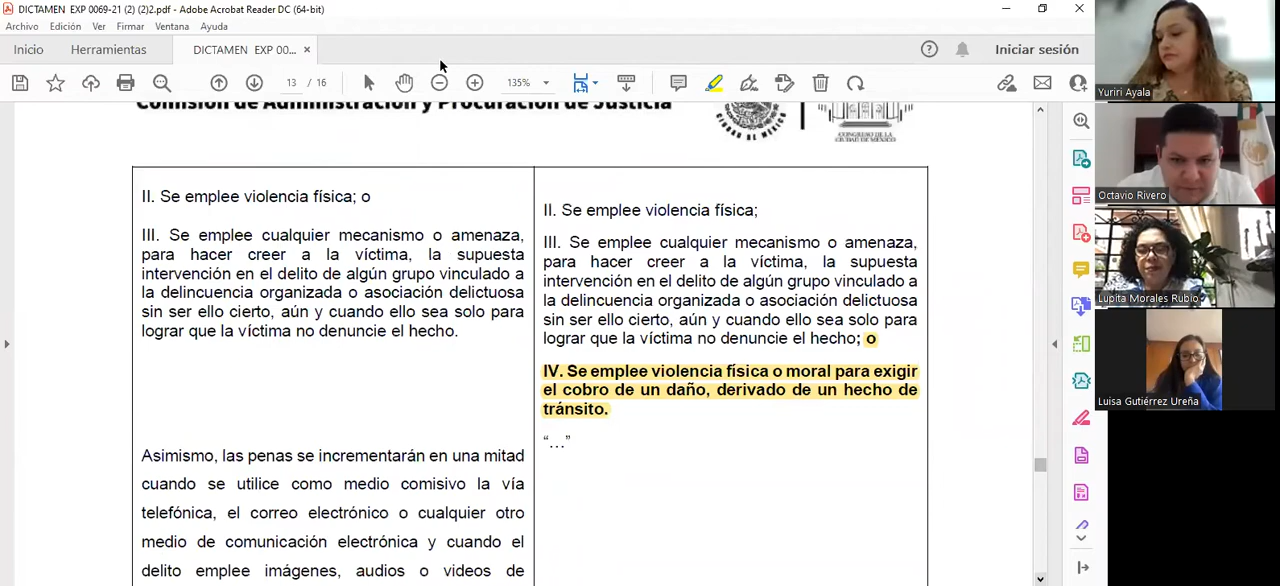 DICTAMEN EXP 0069-21 (2) (2)2.pdf - Adobe Acrobat Reader DC (64-bit)
Archivo Edición Ver Firmar Ventana Ayuda
Inicio Herramientas DICTAMEN EXP 00... × Iniciar sesión
13 / 16 135%
Comisión de Administración y Procuración de Justicia
CIUDAD DE MÉXICO
CONGRESO DE LA
CIUDAD DE MÉXICO
II. Se emplee violencia física; o
III. Se emplee cualquier mecanismo o amenaza,
para hacer creer a la víctima, la supuesta
intervención en el delito de algún grupo vinculado a
la delincuencia organizada o asociación delictuosa
sin ser ello cierto, aún y cuando ello sea solo para
lograr que la víctima no denuncie el hecho.
Asimismo, las penas se incrementarán en una mitad
cuando se utilice como medio comisivo la vía
telefónica, el correo electrónico o cualquier otro
medio de comunicación electrónica y cuando el
delito emplee imágenes, audios o videos de
II. Se emplee violencia física;
III. Se emplee cualquier mecanismo o amenaza,
para hacer creer a la víctima, la supuesta
intervención en el delito de algún grupo vinculado a
la delincuencia organizada o asociación delictuosa
sin ser ello cierto, aún y cuando ello sea solo para
lograr que la víctima no denuncie el hecho; o
IV. Se emplee violencia física o moral para exigir
el cobro de un daño, derivado de un hecho de
tránsito.
“…”
Yuriri Ayala
Octavio Rivero
Lupita Morales Rubio
Luisa Gutiérrez Ureña